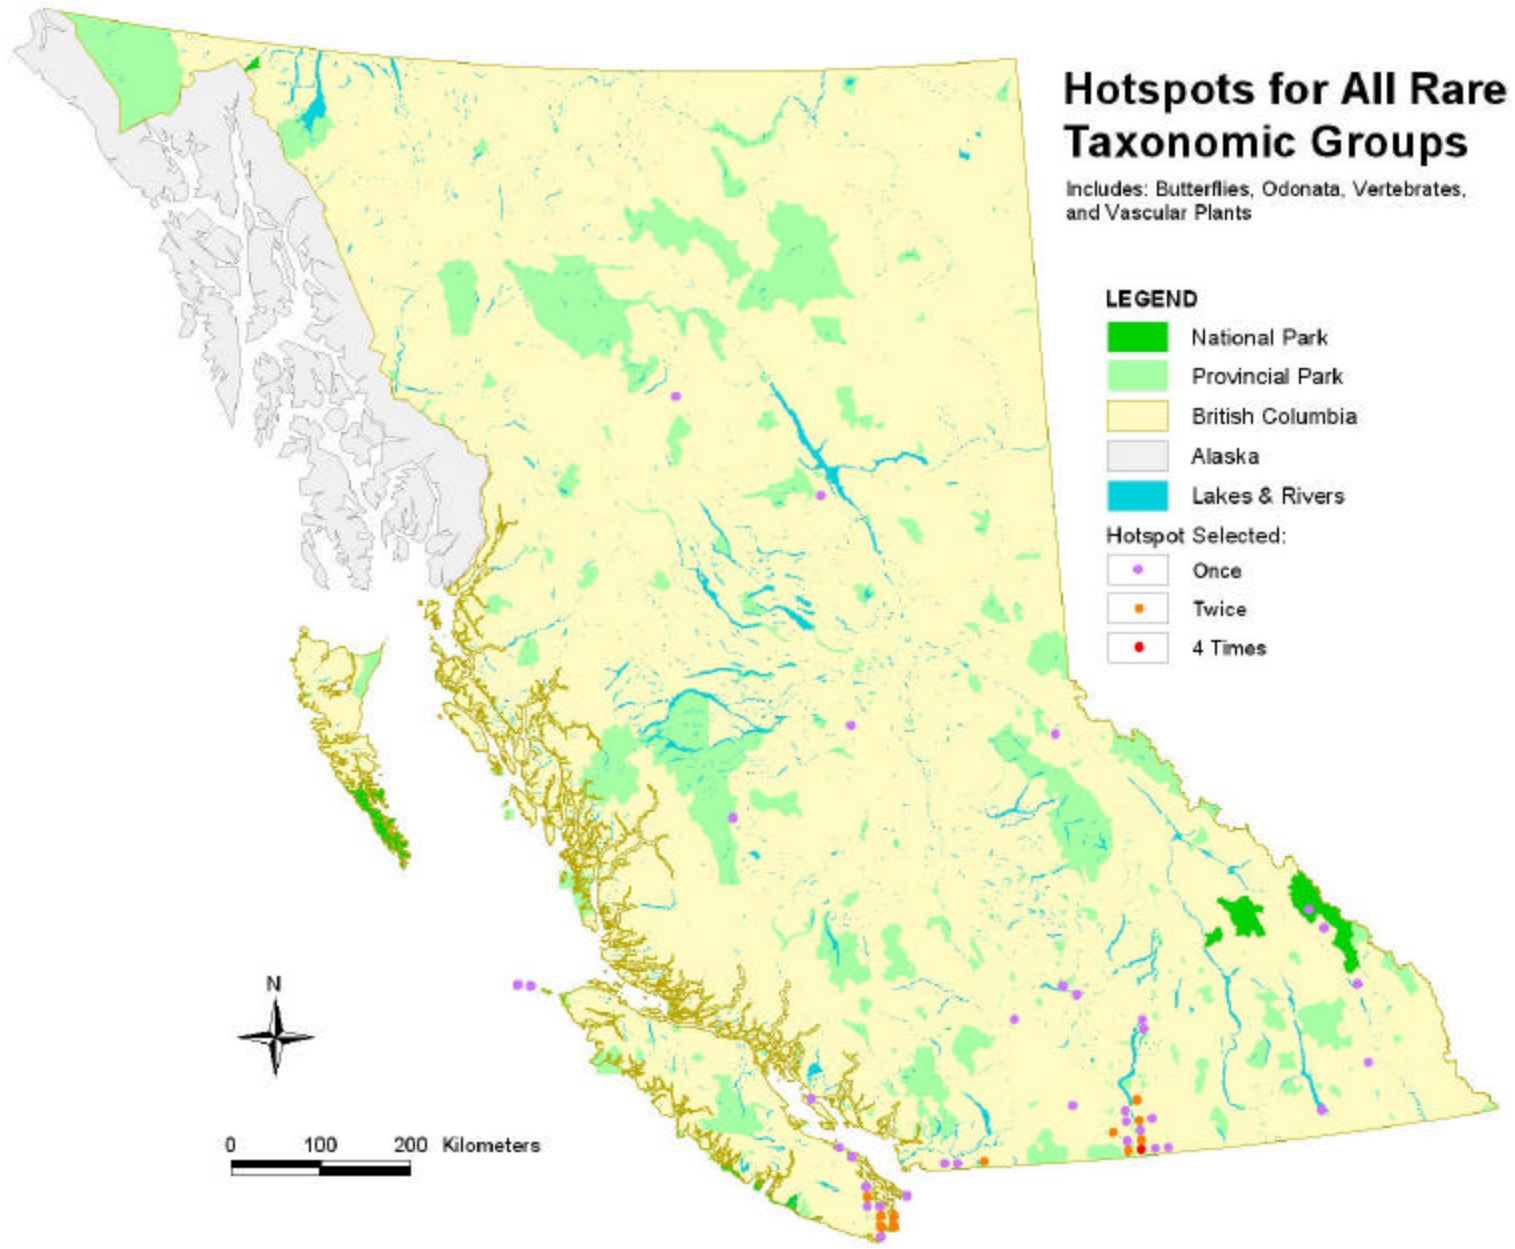 Hotspots for All Rare
Taxonomic Groups
Includes: Butterflies, Odonata, Vertebrates,
and Vascular Plants
LEGEND
National Park
Provincial Park
British Columbia
Alaska
Lakes & Rivers
Hotspot Selected:
Once
Twice
4 Times
N
0 100 200 Kilometers